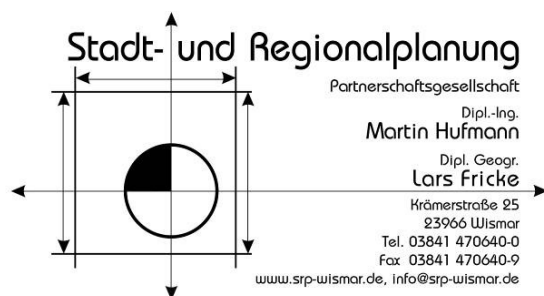 Stadt- und Regionalplanung
Partnerschaftsgesellschaft
Dipl.-Ing.
Martin Hufmann
Dipl. Geogr.
Lars Fricke
Krämerstraße 25
23966 Wismar
Tel. 03841 470640-0
Fax 03841 470640-9
www.srp-wismar.de, info@srp-wismar.de